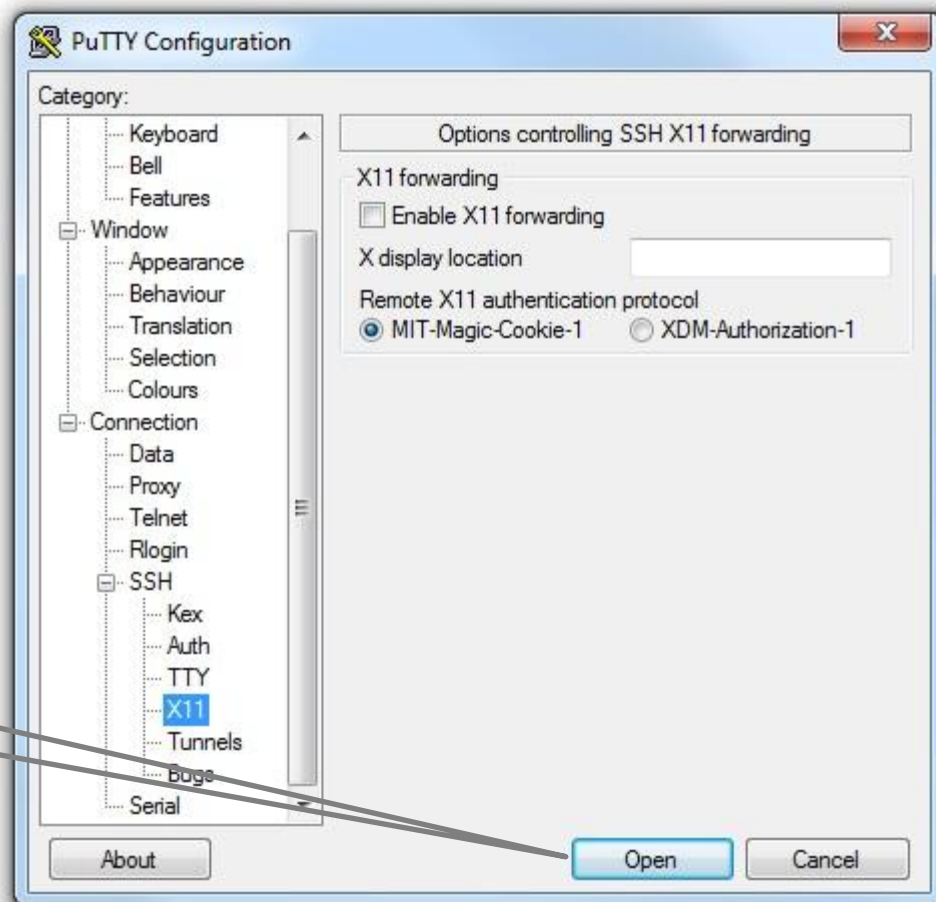 PuTTY Configuration
Category:
Keyboard
Bell
Features
Window
Appearance
Behaviour
Translation
Selection
Colours
Connection
Data
Proxy
Telnet
Rlogin
SSH
Kex
Auth
TTY
X11
Tunnels
Bugs
Serial
Options controlling SSH X11 forwarding
X11 forwarding
Enable X11 forwarding
X display location
Remote X11 authentication protocol
MIT-Magic-Cookie-1 XDM-Authorization-1
About Open Cancel